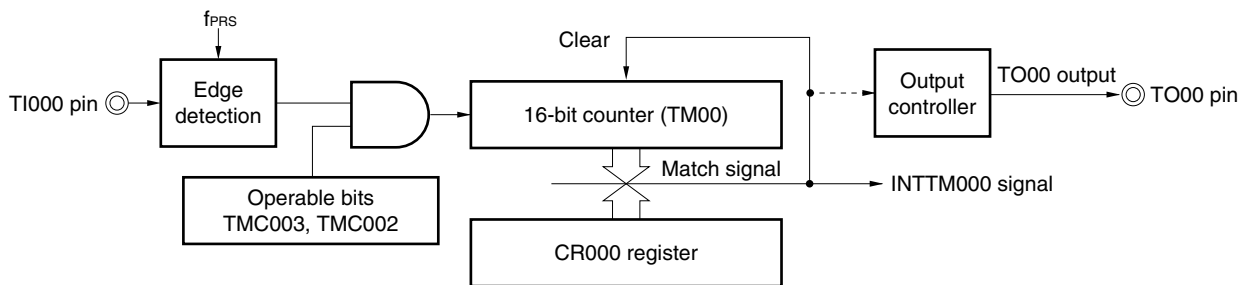 fPRS
Clear
TI000 pin
Edge
detection
16-bit counter (TM00)
Output
controller
TO00 output
TO00 pin
Match signal
INTTM000 signal
Operable bits
TMC003, TMC002
CR000 register